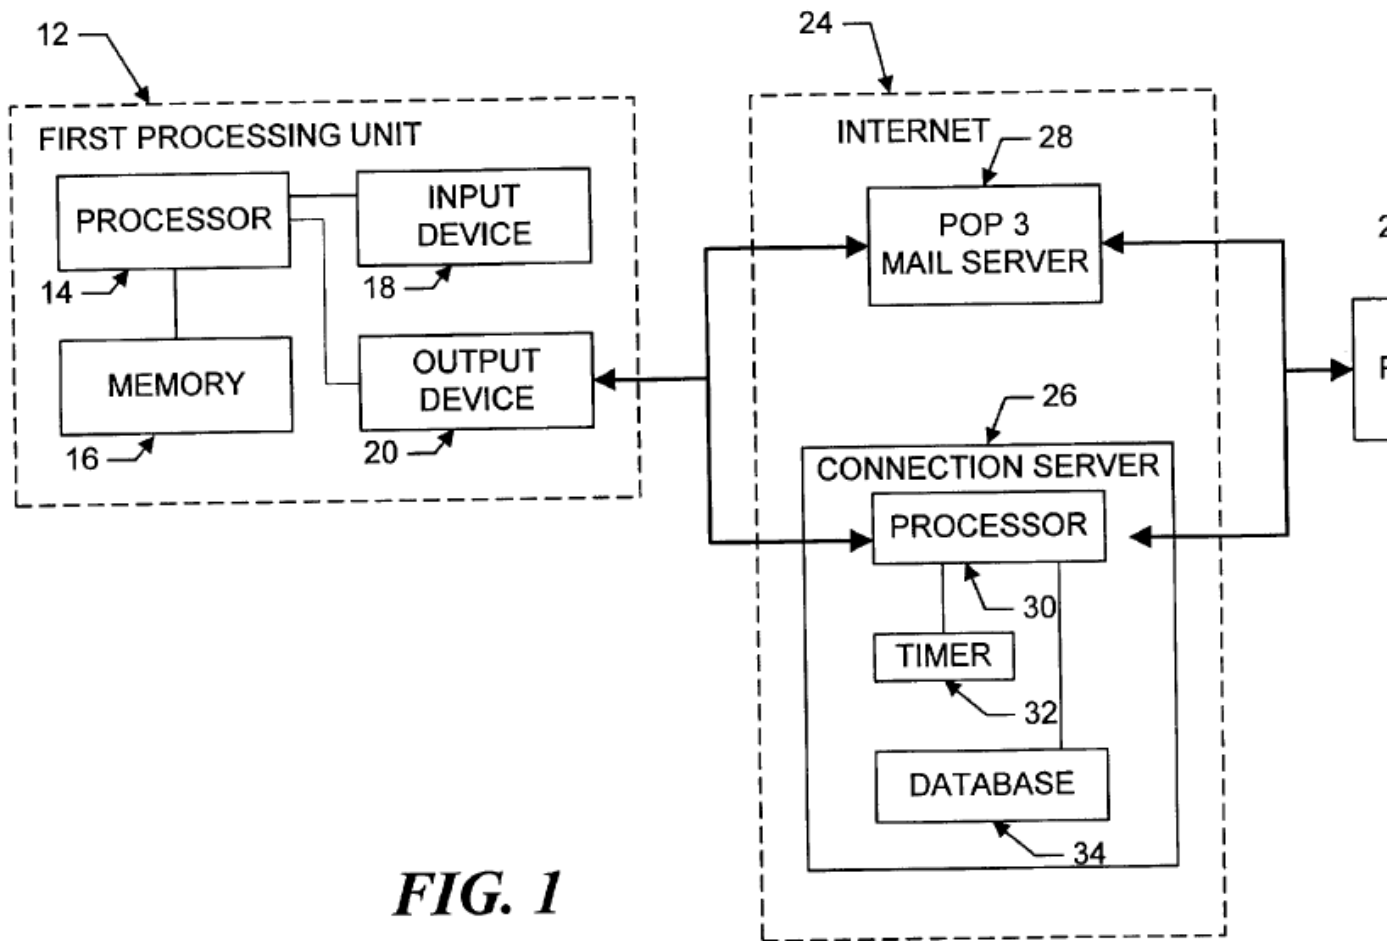 12
FIRST PROCESSING UNIT
PROCESSOR
14
INPUT
DEVICE
18
MEMORY
16
OUTPUT
DEVICE
20
24
INTERNET
28
POP 3
MAIL SERVER
26
CONNECTION SERVER
PROCESSOR
30
TIMER
32
DATABASE
34
FIG. 1